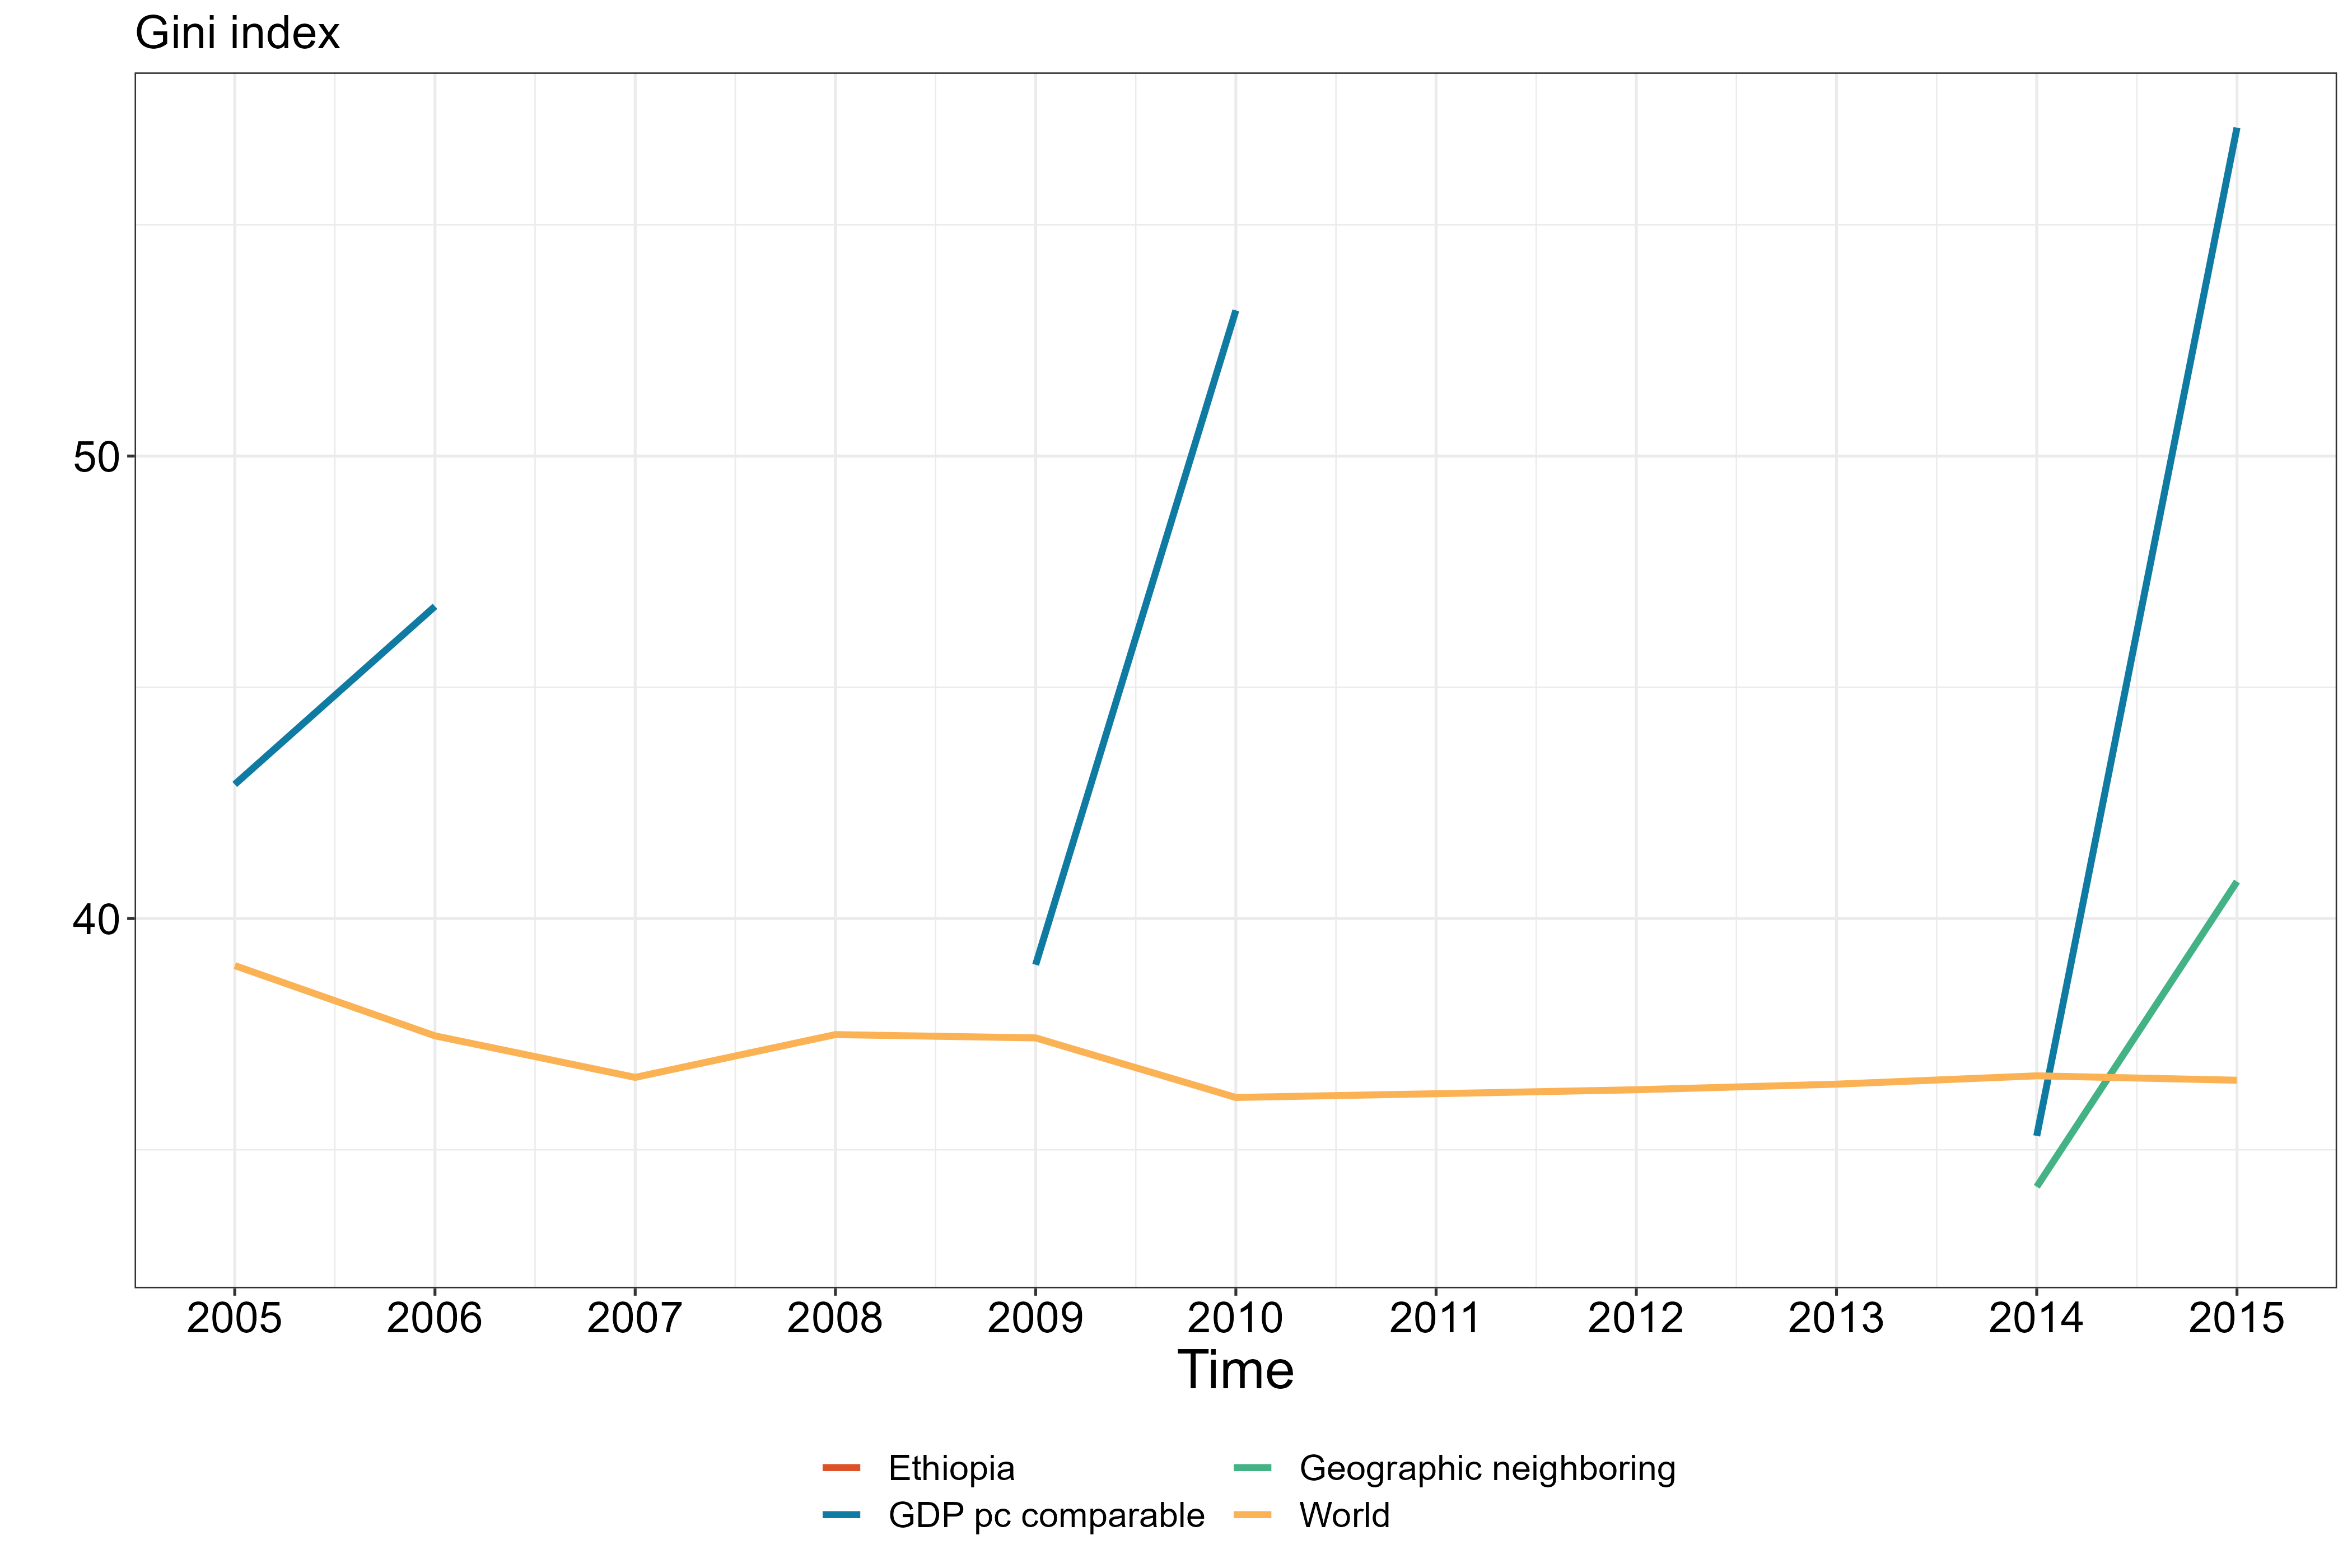 Gini index
50
40
2005 2006 2007 2008 2009 2010 2011 2012 2013 2014 2015
Time
Ethiopia Geographic neighboring
GDP pc comparable World